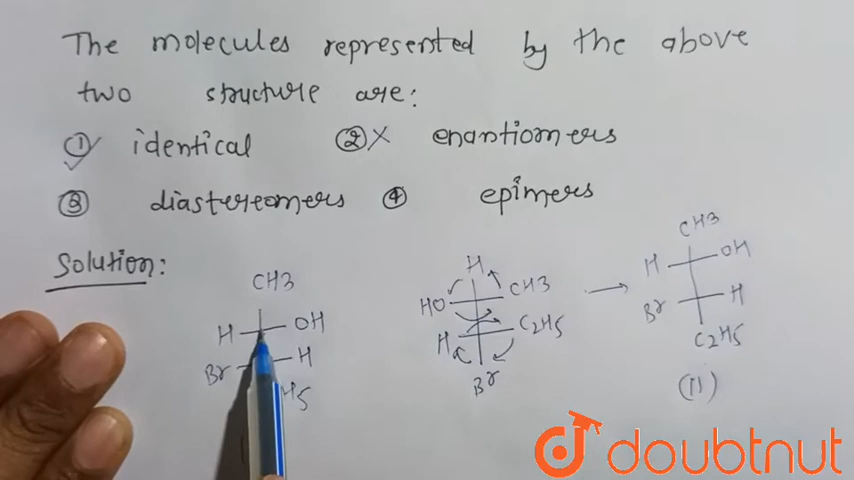 The molecules represented by the above
two structure are:
① identical ② X enantiomers
③ diastereomers ④ epimers
Solution:
CH3
H OH
Br H
H5
H
HO CH3
H C2H5
Br
CH3
H OH
Br H
C2H5
(II)
doubtnut